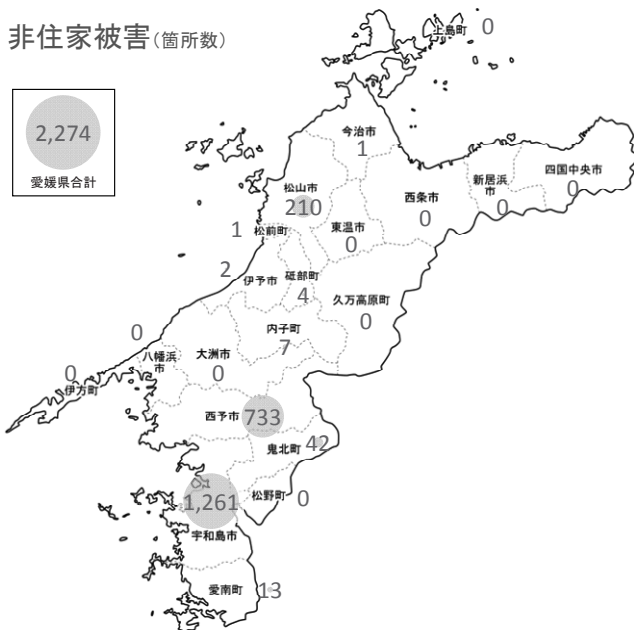 非住家被害(箇所数)
2,274
愛媛県合計
上島町
0
今治市
1
松山市
210
東温市
0
西条市
0
新居浜
市
0
四国中央市
0
1
松前町
2
伊予市
砥部町
4
久万高原町
0
内子町
7
0
八幡浜
市
大洲市
0
0
伊方町
西予市
733
鬼北町
42
1,261
宇和島市
松野町
0
愛南町
13